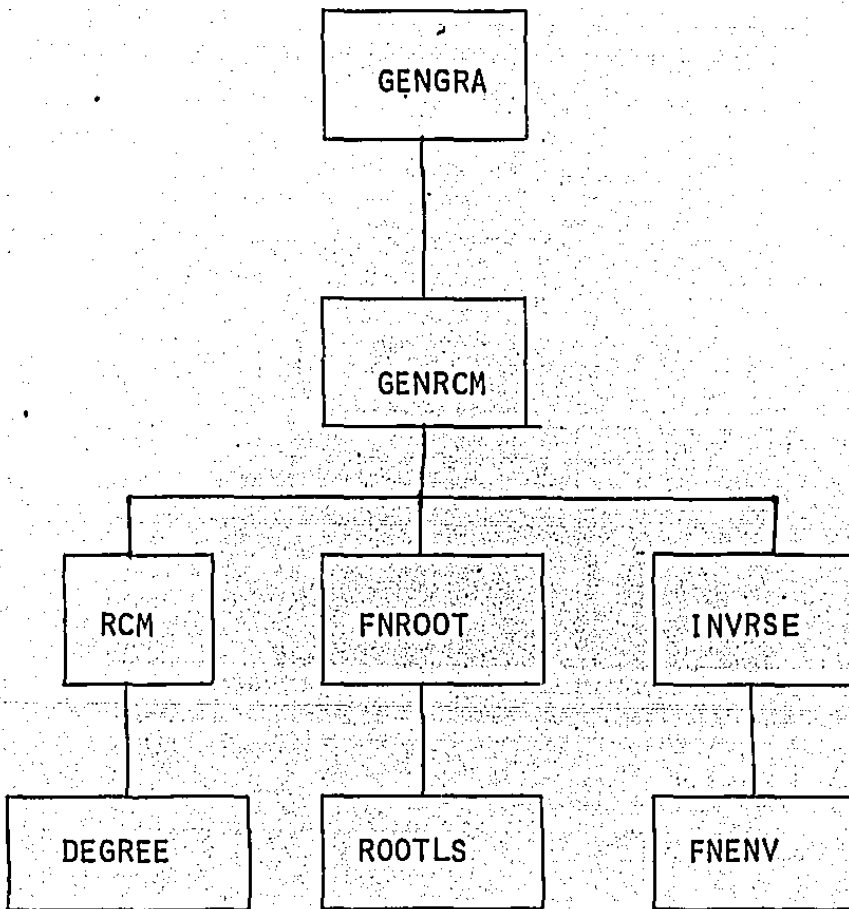 GENGRA
GENRCM
RCM
FNROOT
INVRSE
DEGREE
ROOTLS
FNENV